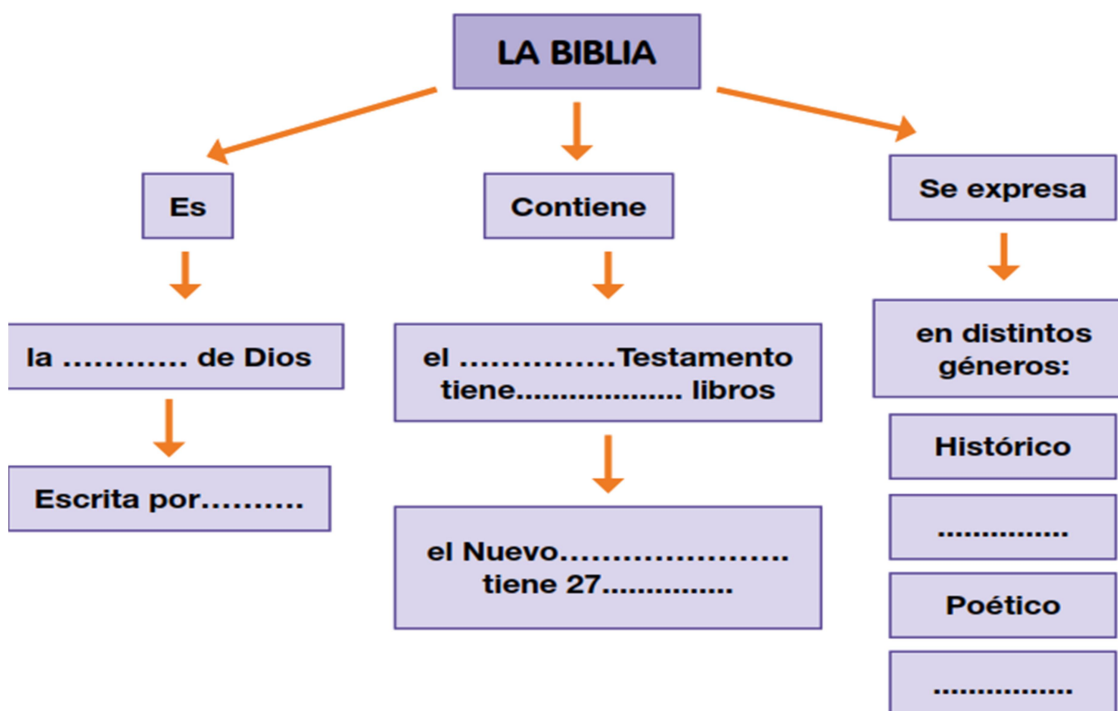 LA BIBLIA
Es
la ............ de Dios
Escrita por..........
Contiene
el ...............Testamento
tiene................... libros
el Nuevo......................
tiene 27...............
Se expresa
en distintos
géneros:
Histórico
...............
Poético
................